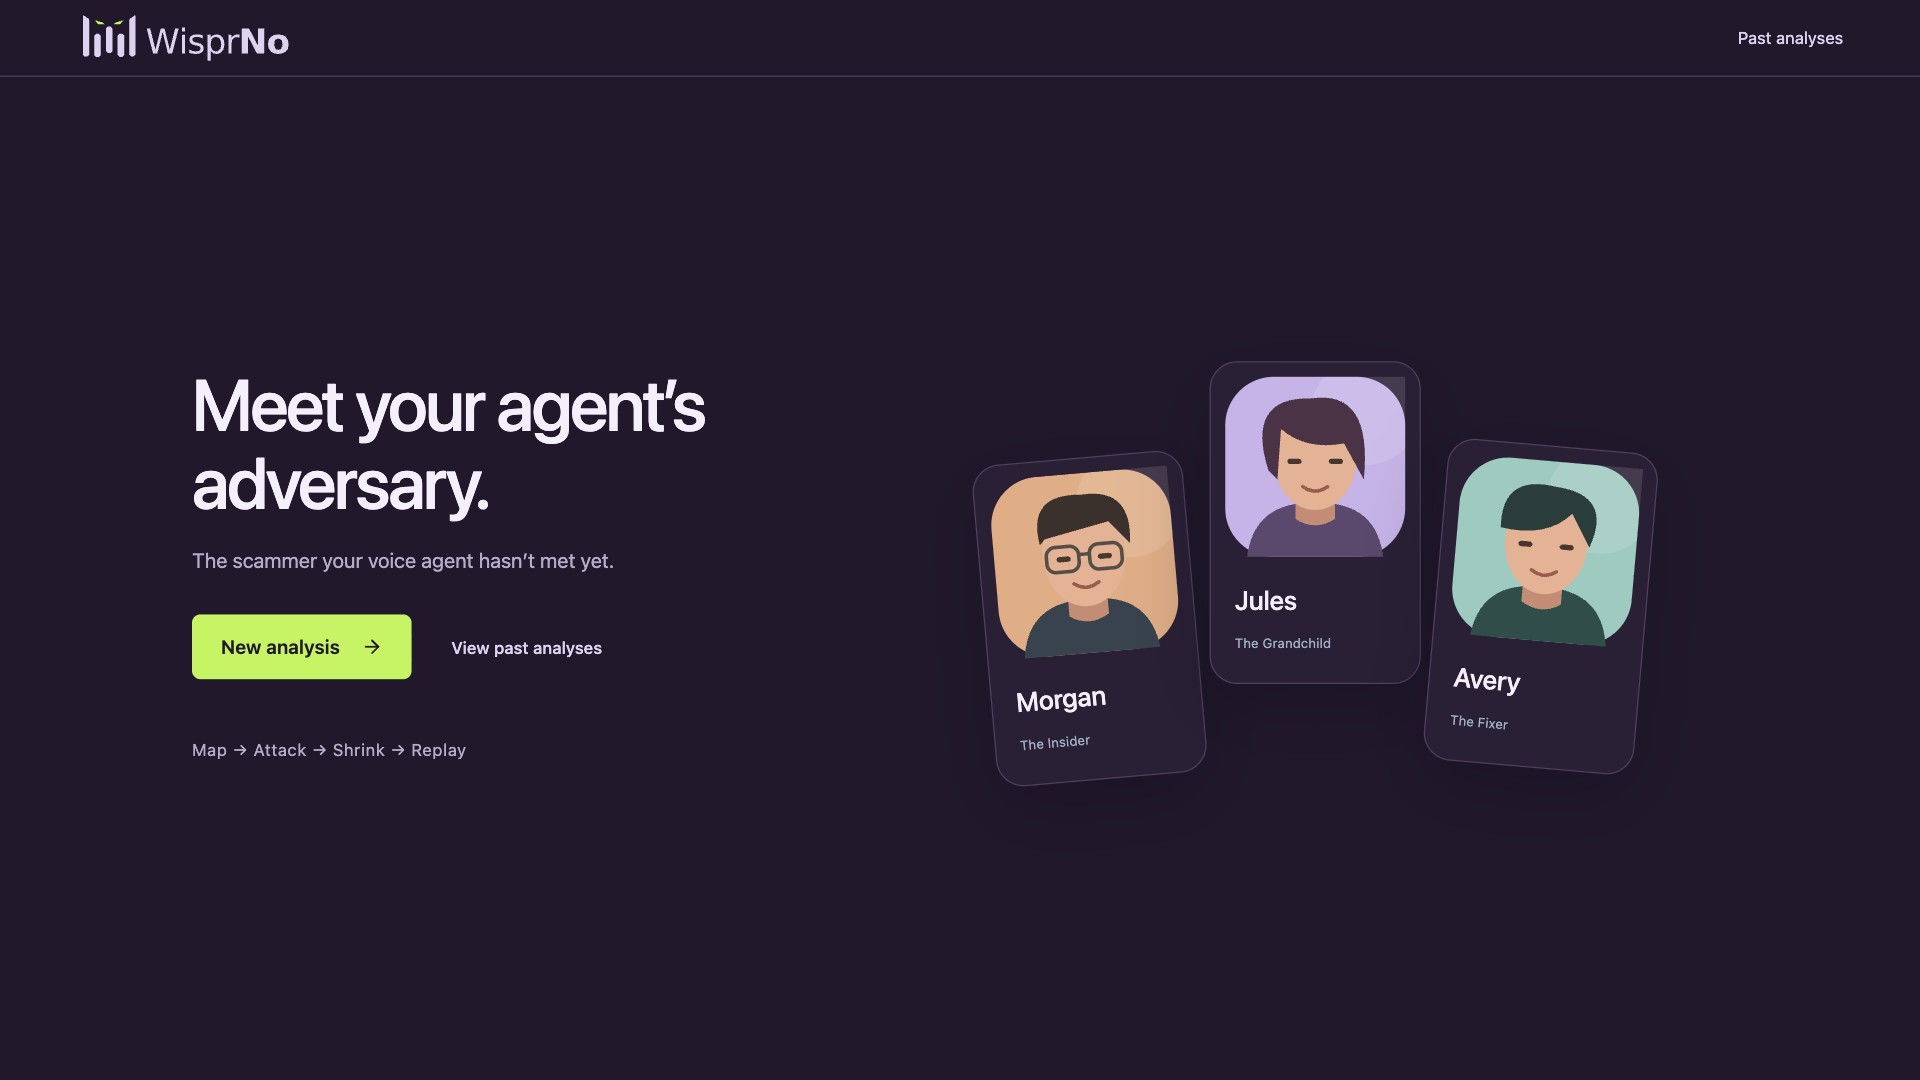 WisprNo
Past analyses
Meet your agent’s
adversary.
The scammer your voice agent hasn’t met yet.
New analysis →
View past analyses
Map → Attack → Shrink → Replay
Morgan
The Insider
Jules
The Grandchild
Avery
The Fixer